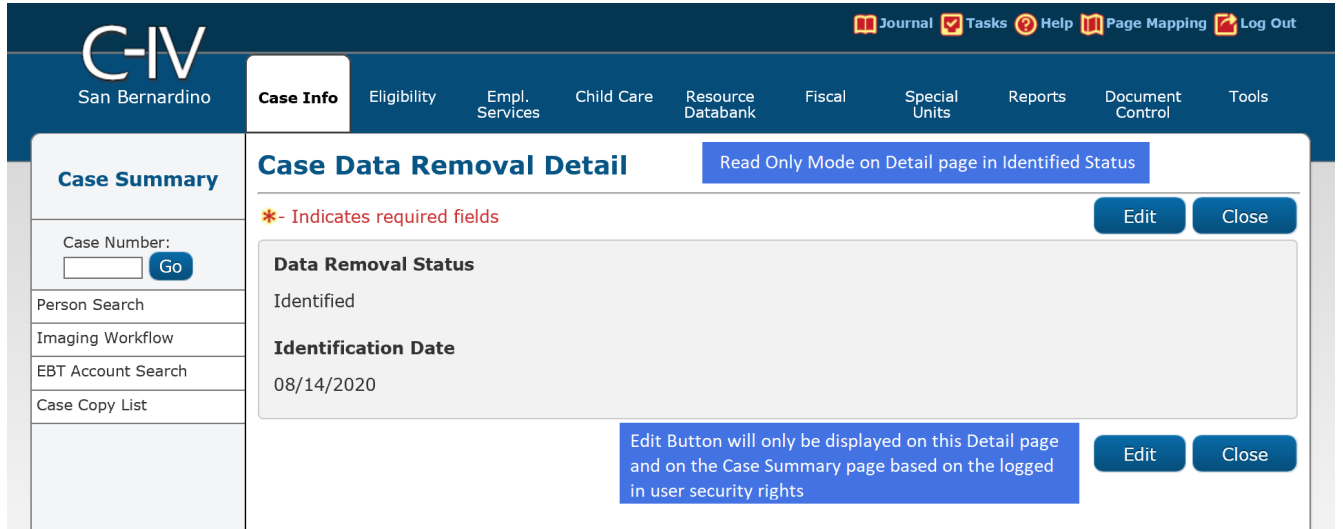 Journal Tasks Help Page Mapping Log Out
C-IV
San Bernardino
Case Info Eligibility Empl. Services Child Care Resource Databank Fiscal Special Units Reports Document Control Tools
Case Summary
Case Number:
Go
Person Search
Imaging Workflow
EBT Account Search
Case Copy List
Case Data Removal Detail
Read Only Mode on Detail page in Identified Status
*- Indicates required fields
Edit Close
Data Removal Status
Identified
Identification Date
08/14/2020
Edit Button will only be displayed on this Detail page
and on the Case Summary page based on the logged
in user security rights
Edit Close